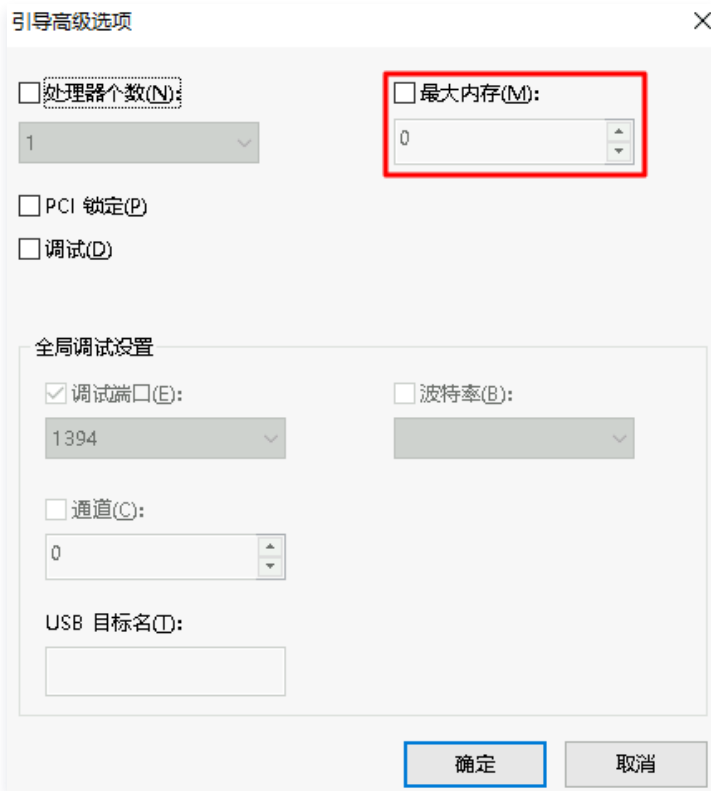 引导高级选项
处理器个数(N): 最大内存(M):
1 0
PCI 锁定(P)
调试(D)
全局调试设置
调试端口(E): 波特率(B):
1394
通道(C):
0
USB 目标名(T):
确定 取消